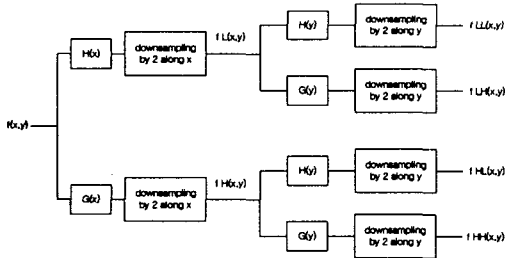 f LL(x,y)
H(y)
downsampling
by 2 along y
f L(x,y)
H(x)
downsampling
by 2 along x
G(y)
downsampling
by 2 along y
f LH(x,y)
f(x,y)
f H(x,y)
H(y)
downsampling
by 2 along y
f HL(x,y)
G(x)
downsampling
by 2 along x
G(y)
downsampling
by 2 along y
f HH(x,y)